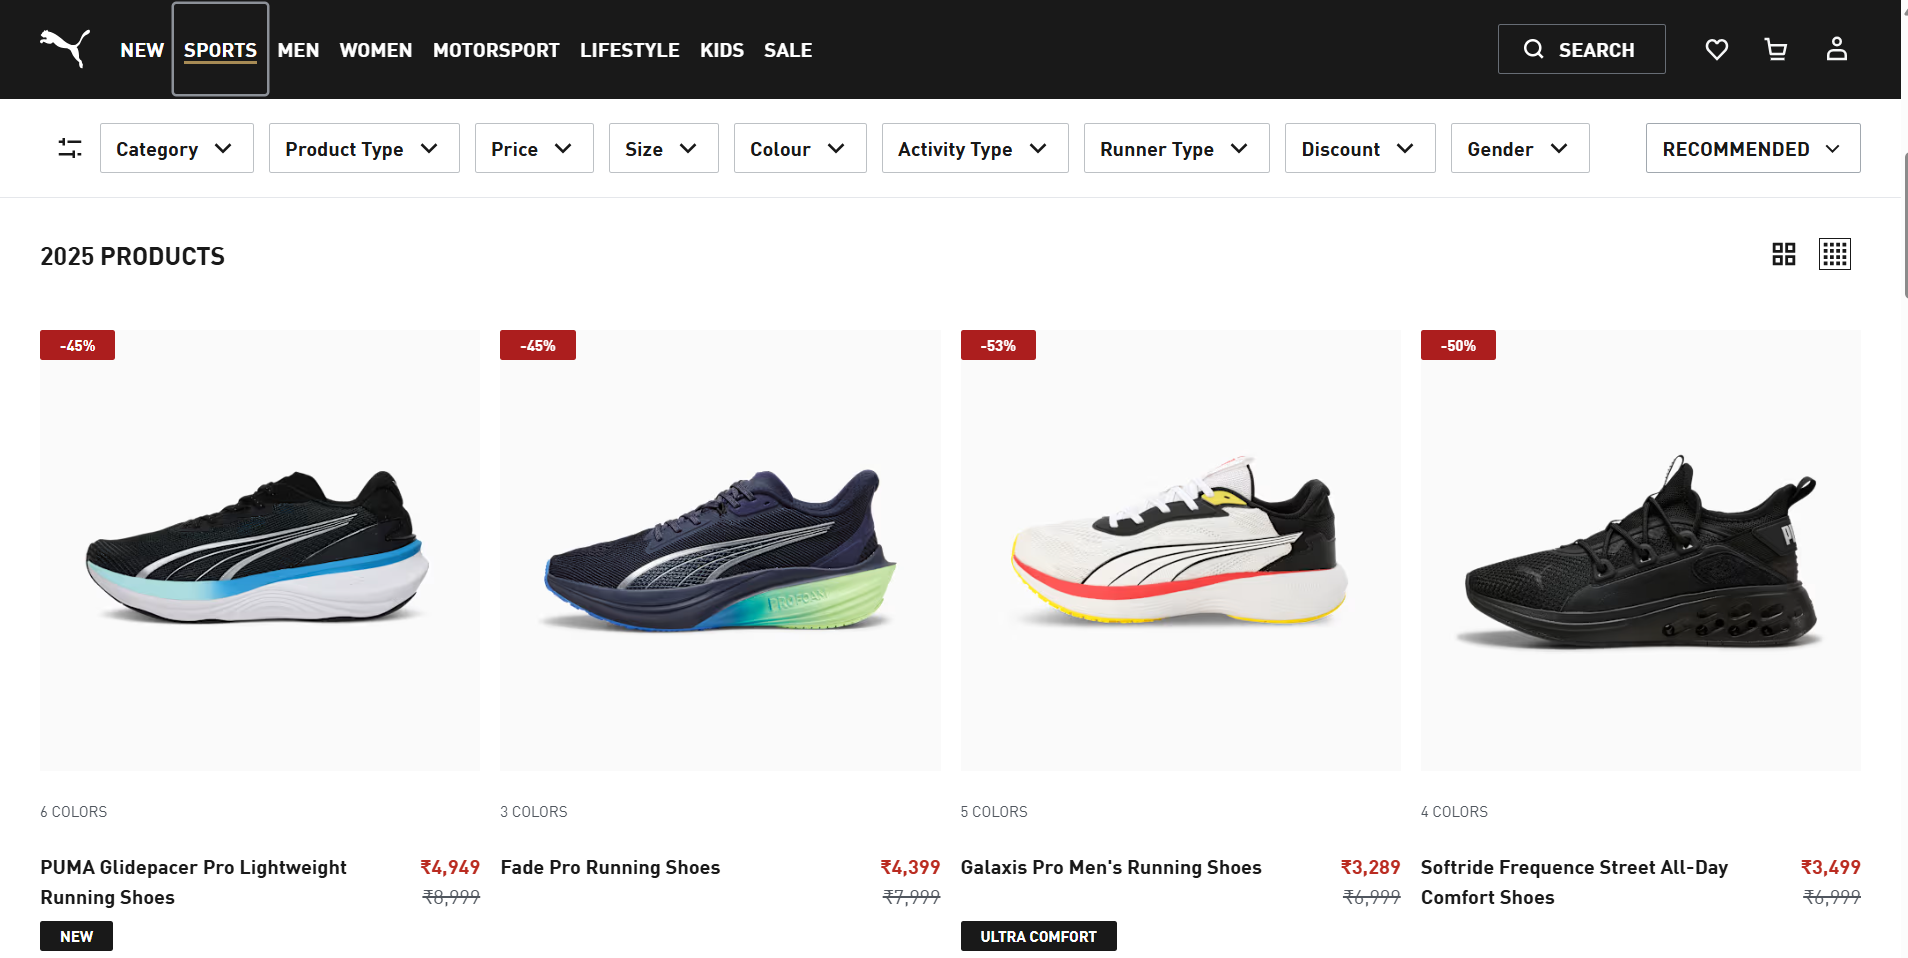 NEW SPORTS MEN WOMEN MOTORSPORT LIFESTYLE KIDS SALE SEARCH
Category Product Type Price Size Colour Activity Type Runner Type Discount Gender RECOMMENDED
2025 PRODUCTS
-45% -45% -53% -50%
PROFOAM
6 COLORS 3 COLORS 5 COLORS 4 COLORS
PUMA Glidepacer Pro Lightweight ₹4,949 Fade Pro Running Shoes ₹4,399 Galaxis Pro Men's Running Shoes ₹3,289 Softride Frequence Street All-Day ₹3,499
Running Shoes ₹8,999 ₹7,999 ₹6,999 Comfort Shoes ₹6,999
NEW ULTRA COMFORT